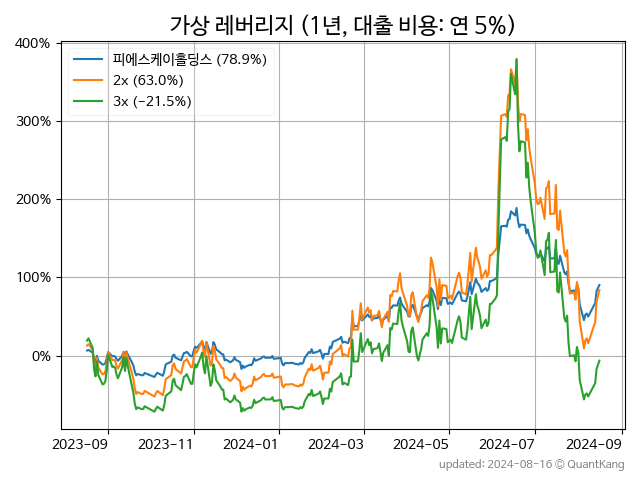 가상 레버리지 (1년, 대출 비용: 연 5%)
400%
300%
200%
100%
0%
피에스케이홀딩스 (78.9%)
2x (63.0%)
3x (-21.5%)
2023-09
2023-11
2024-01
2024-03
2024-05
2024-07
2024-09
updated: 2024-08-16 © QuantKang